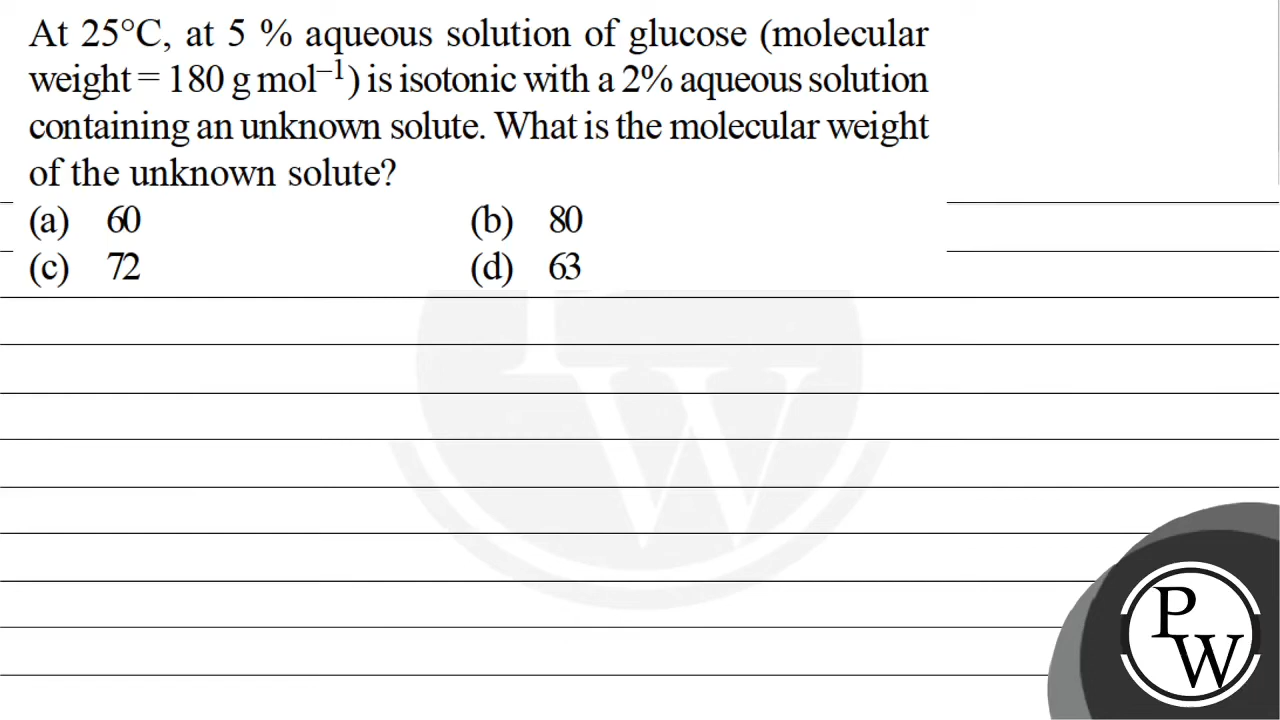 At 25°C, at 5 % aqueous solution of glucose (molecular
weight = 180 g mol⁻¹) is isotonic with a 2% aqueous solution
containing an unknown solute. What is the molecular weight
of the unknown solute?
(a) 60 (b) 80
(c) 72 (d) 63
PW